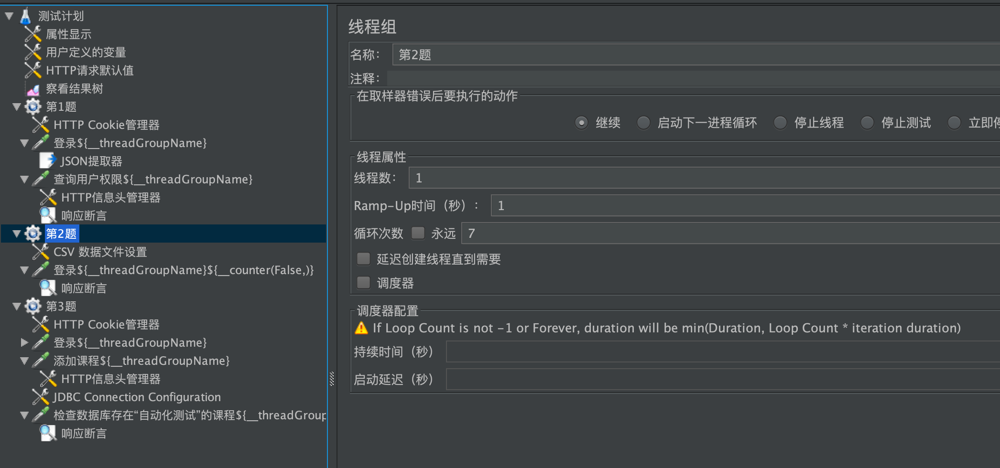 测试计划
属性显示
用户定义的变量
HTTP请求默认值
察看结果树
第1题
HTTP Cookie管理器
登录${__threadGroupName}
JSON提取器
查询用户权限${__threadGroupName}
HTTP信息头管理器
响应断言
第2题
CSV 数据文件设置
登录${__threadGroupName}${__counter(False,)}
响应断言
第3题
HTTP Cookie管理器
登录${__threadGroupName}
添加课程${__threadGroupName}
HTTP信息头管理器
JDBC Connection Configuration
检查数据库存在“自动化测试”的课程${__threadGroup
响应断言
线程组
名称： 第2题
注释：
在取样器错误后要执行的动作
继续 启动下一进程循环 停止线程 停止测试 立即停
线程属性
线程数： 1
Ramp-Up时间（秒）： 1
循环次数 永远 7
延迟创建线程直到需要
调度器
调度器配置
If Loop Count is not -1 or Forever, duration will be min(Duration, Loop Count * iteration duration)
持续时间（秒）
启动延迟（秒）